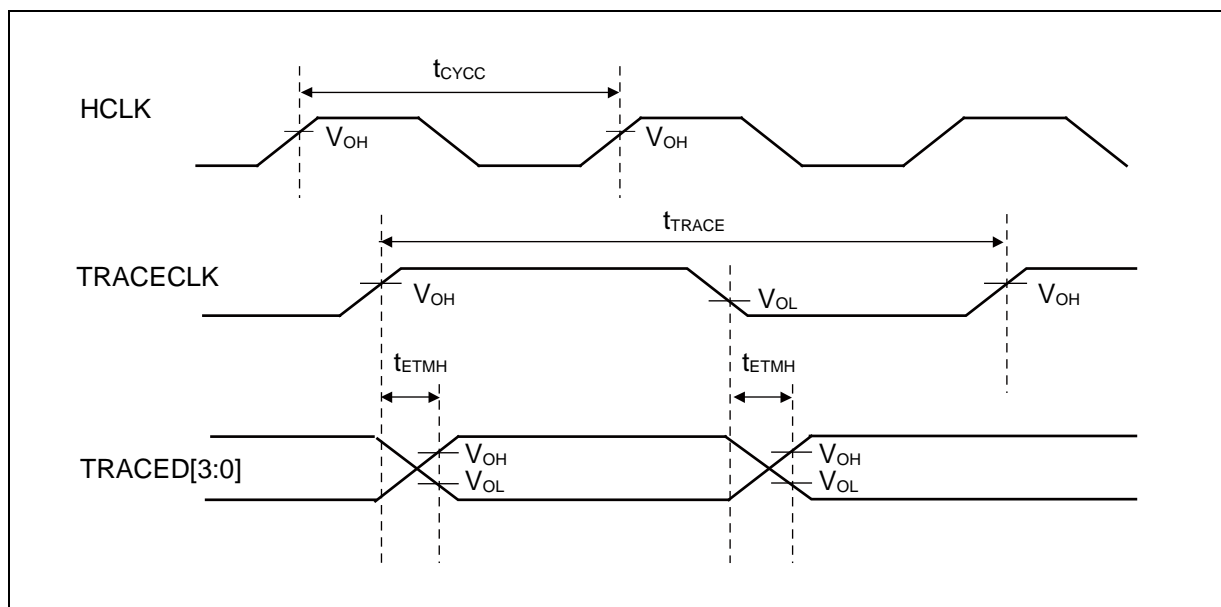 tCYCC
HCLK
VOH VOH
tTRACE
TRACECLK
VOH VOL VOH
tETMH tETMH
TRACED[3:0]
VOH VOH
VOL VOL